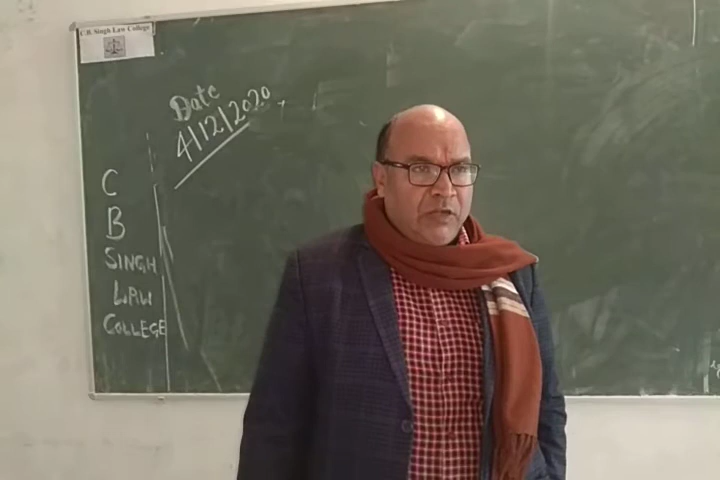 C.B. Singh Law College
Date
4/12/2020
C
B
SINGH
LAW
COLLEGE